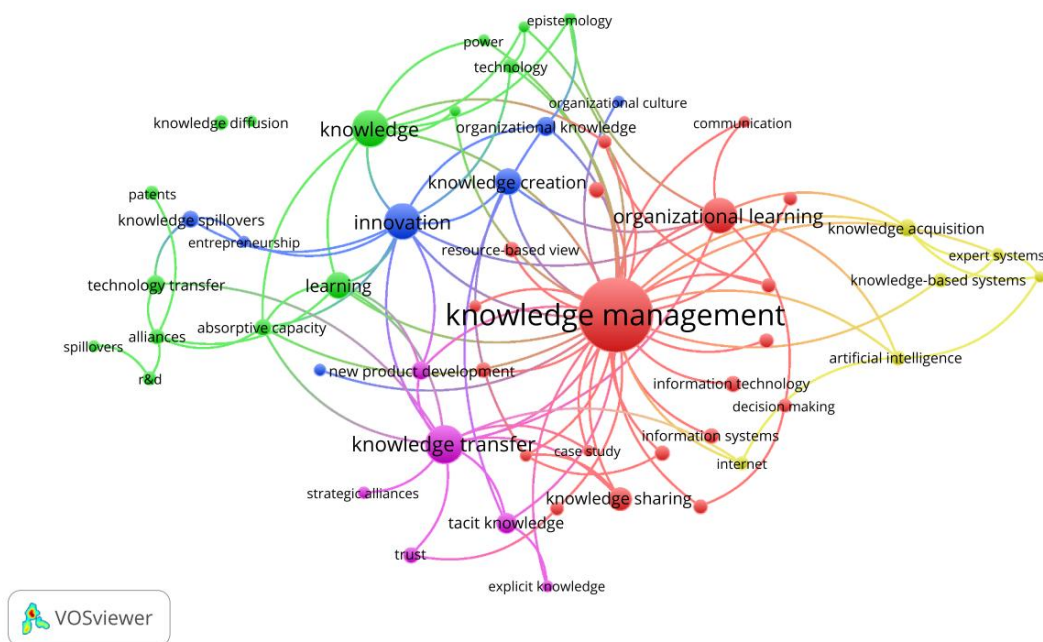 epistemology
power
technology
organizational culture
knowledge diffusion
knowledge
organizational knowledge
communication
knowledge creation
patents
knowledge spillovers
innovation
organizational learning
knowledge acquisition
entrepreneurship
resource-based view
expert systems
technology transfer
learning
knowledge-based systems
knowledge management
absorptive capacity
alliances
spillovers
artificial intelligence
r&d
new product development
information technology
decision making
knowledge transfer
information systems
case study
internet
strategic alliances
knowledge sharing
tacit knowledge
trust
explicit knowledge
VOSviewer